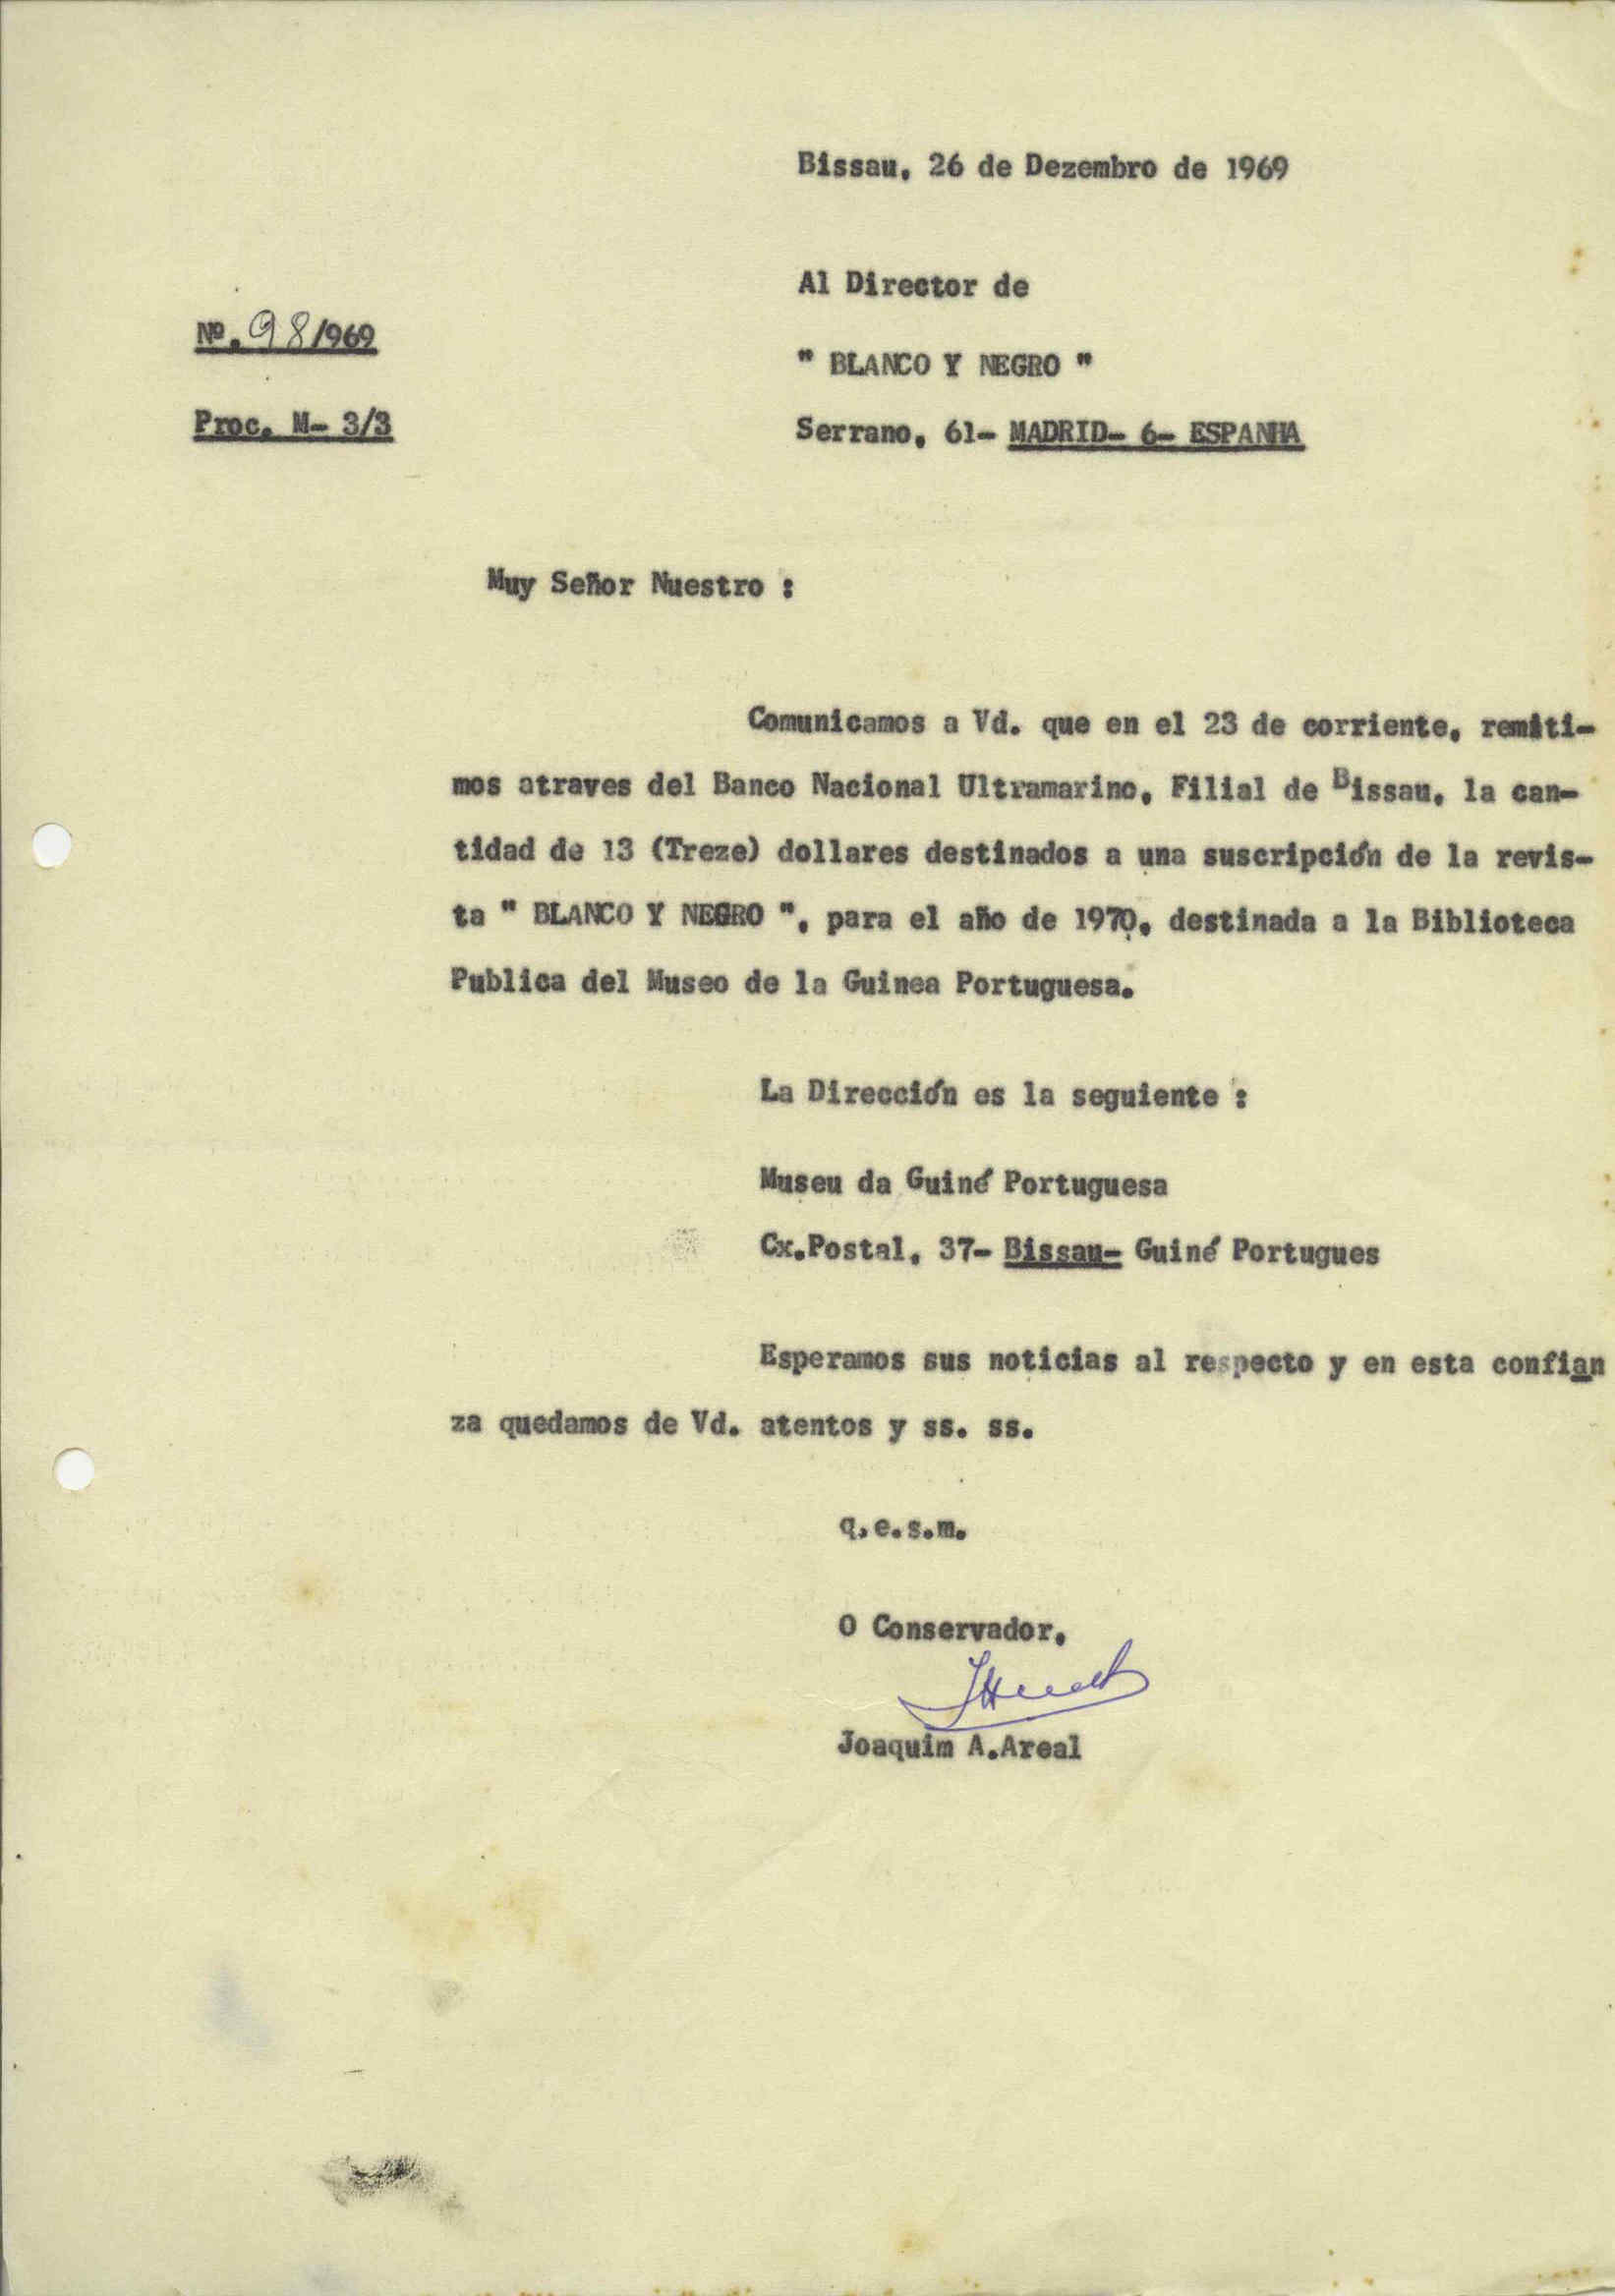 Bissau, 26 de Dezembro de 1969
Al Director de
Nº. 98/969
" BLANCO Y NEGRO "
Proc. M- 3/3
Serrano, 61- MADRID- 6- ESPANHA
Muy Señor Nuestro :
Comunicamos a Vd. que en el 23 de corriente, remiti-
mos atraves del Banco Nacional Ultramarino, Filial de Bissau, la can-
tidad de 13 (Treze) dollares destinados a una suscripción de la revis-
ta " BLANCO Y NEGRO ", para el año de 1970, destinada a la Biblioteca
Publica del Museo de la Guinea Portuguesa.
La Dirección es la seguiente :
Museu da Guiné Portuguesa
Cx.Postal, 37- Bissau- Guiné Portugues
Esperamos sus noticias al respecto y en esta confian
za quedamos de Vd. atentos y ss. ss.
q.e.s.m.
O Conservador,
Joaquim A.Areal